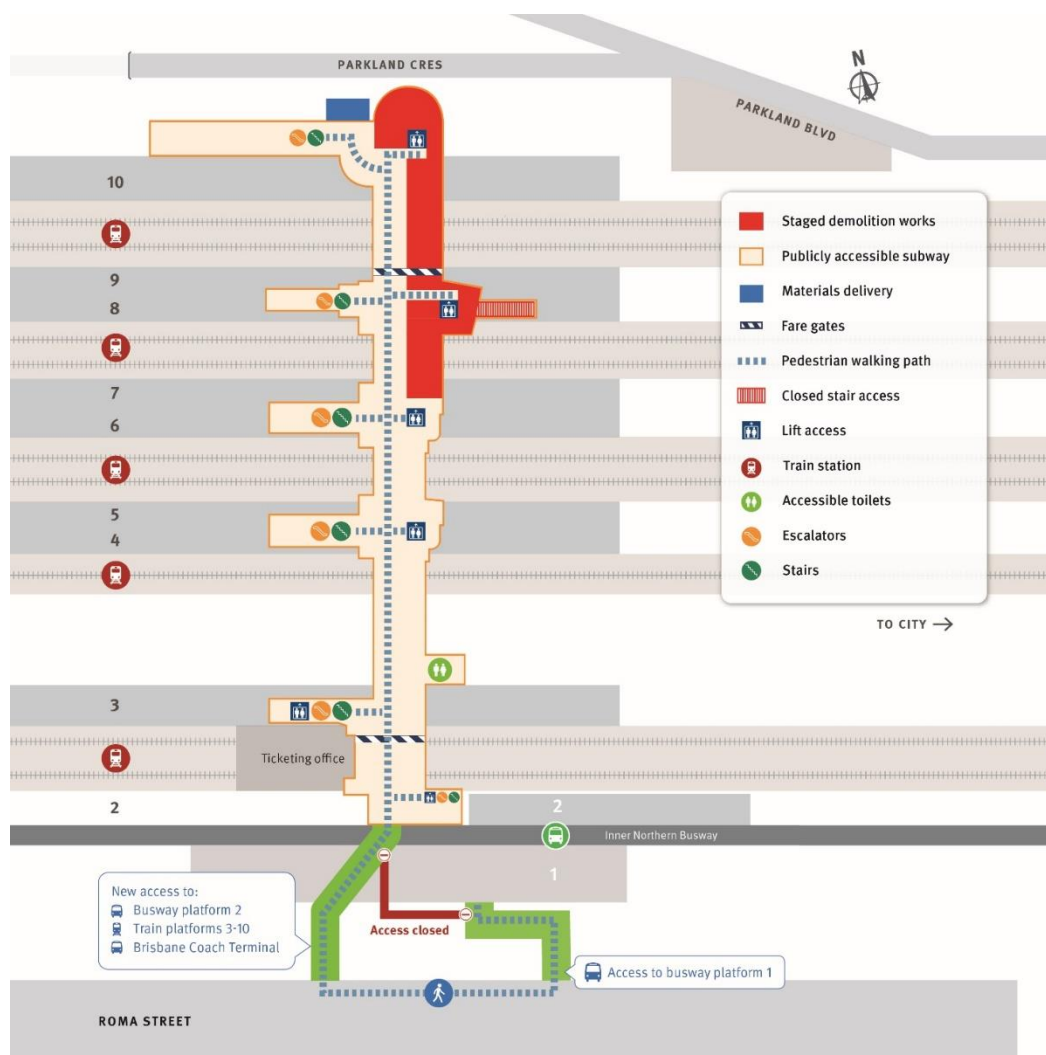 PARKLAND CRES
N
PARKLAND BLVD
10
9
8
7
6
5
4
3
2
Staged demolition works
Publicly accessible subway
Materials delivery
Fare gates
Pedestrian walking path
Closed stair access
Lift access
Train station
Accessible toilets
Escalators
Stairs
TO CITY →
Ticketing office
2
Inner Northern Busway
1
New access to:
Busway platform 2
Train platforms 3-10
Brisbane Coach Terminal
Access closed
Access to busway platform 1
ROMA STREET